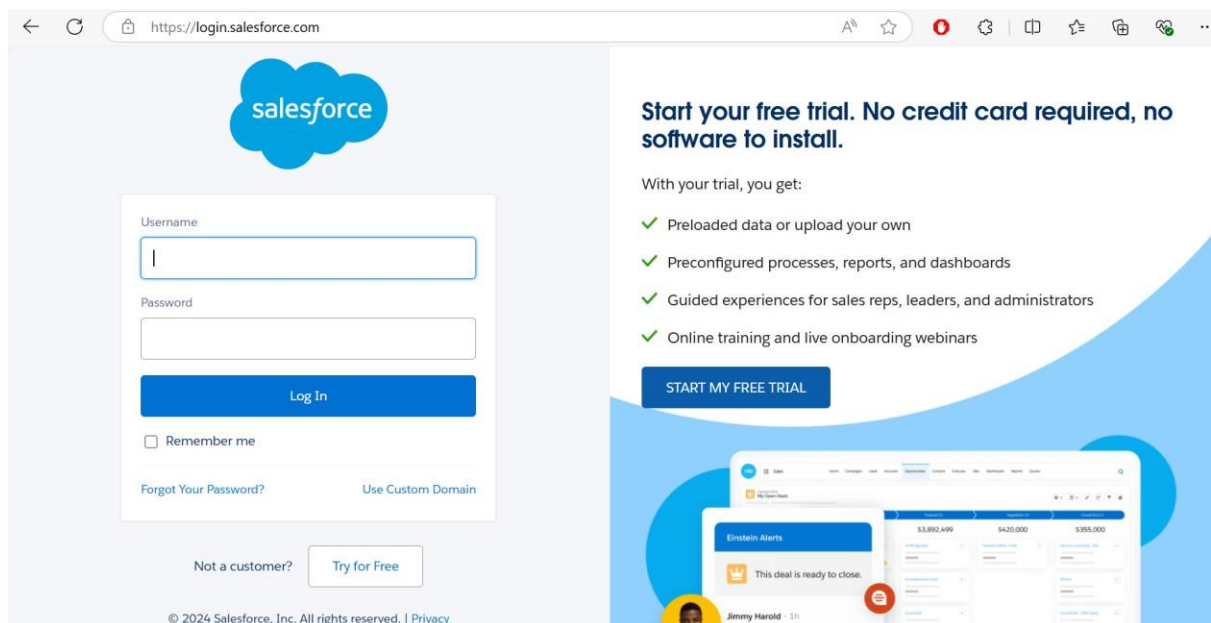 https://login.salesforce.com
salesforce
Username
Password
Log In
Remember me
Forgot Your Password? Use Custom Domain
Not a customer? Try for Free
© 2024 Salesforce, Inc. All rights reserved. | Privacy
Start your free trial. No credit card required, no
software to install.
With your trial, you get:
Preloaded data or upload your own
Preconfigured processes, reports, and dashboards
Guided experiences for sales reps, leaders, and administrators
Online training and live onboarding webinars
START MY FREE TRIAL
Sales
My Open Deals
$3,892,499 $420,000 $355,000
Einstein Alerts
This deal is ready to close.
Jimmy Harold · 1h